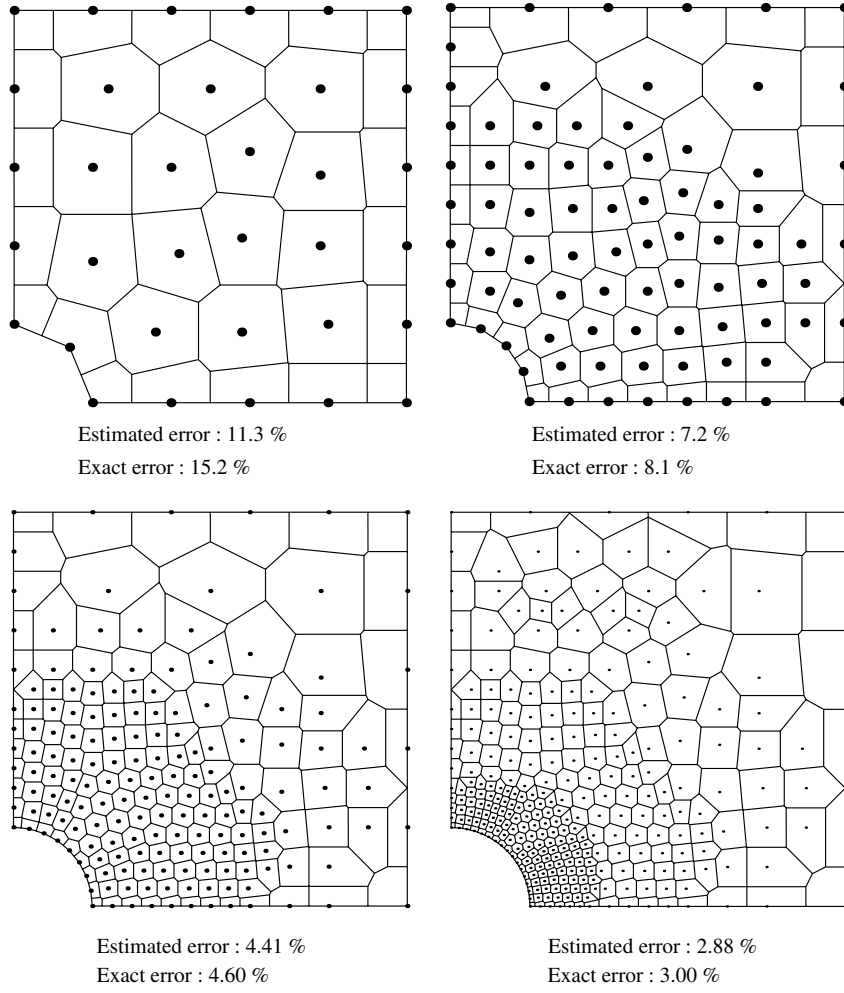 Estimated error : 11.3 %
Exact error : 15.2 %
Estimated error : 7.2 %
Exact error : 8.1 %
Estimated error : 4.41 %
Exact error : 4.60 %
Estimated error : 2.88 %
Exact error : 3.00 %